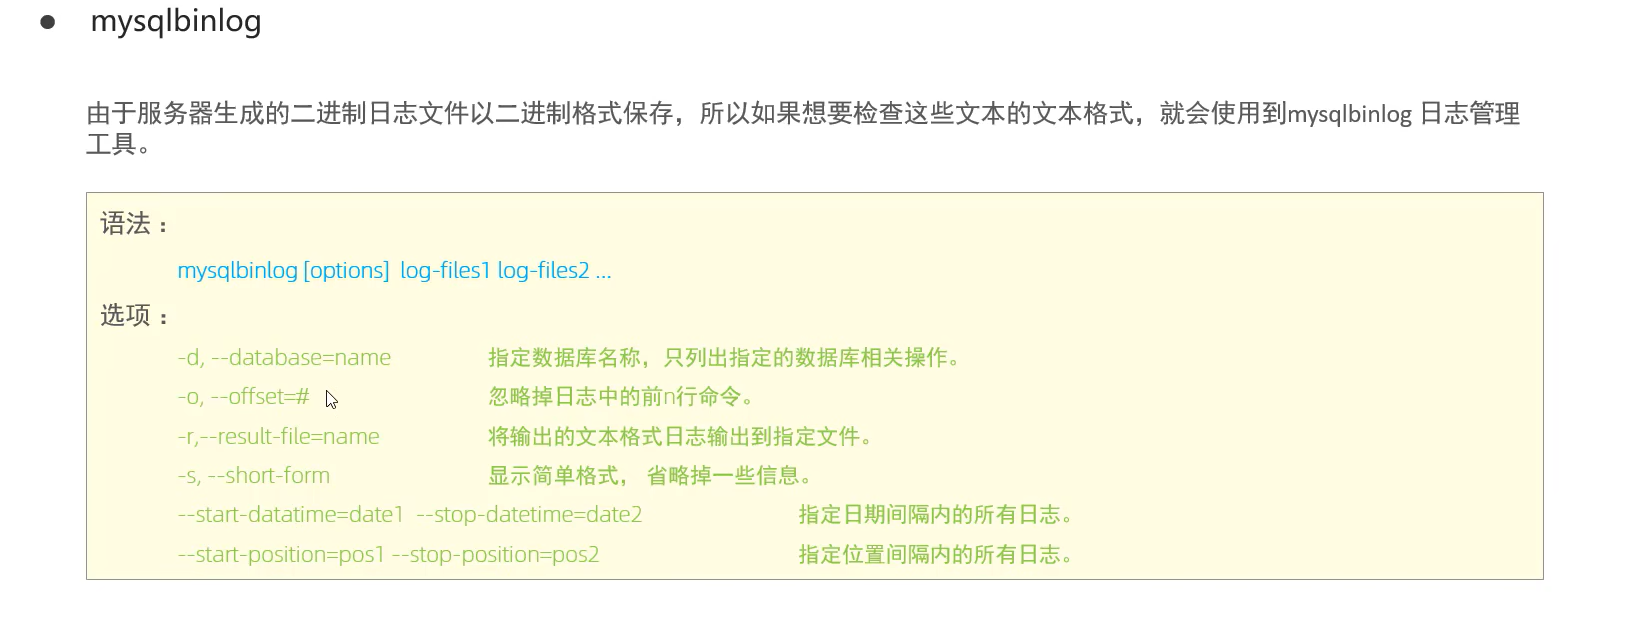 ● mysqlbinlog
由于服务器生成的二进制日志文件以二进制格式保存，所以如果想要检查这些文本的文本格式，就会使用到mysqlbinlog 日志管理
工具。
语法：
mysqlbinlog [options] log-files1 log-files2 ...
选项：
-d, --database=name 指定数据库名称，只列出指定的数据库相关操作。
-o, --offset=# 忽略掉日志中的前n行命令。
-r,--result-file=name 将输出的文本格式日志输出到指定文件。
-s, --short-form 显示简单格式， 省略掉一些信息。
--start-datatime=date1 --stop-datetime=date2 指定日期间隔内的所有日志。
--start-position=pos1 --stop-position=pos2 指定位置间隔内的所有日志。